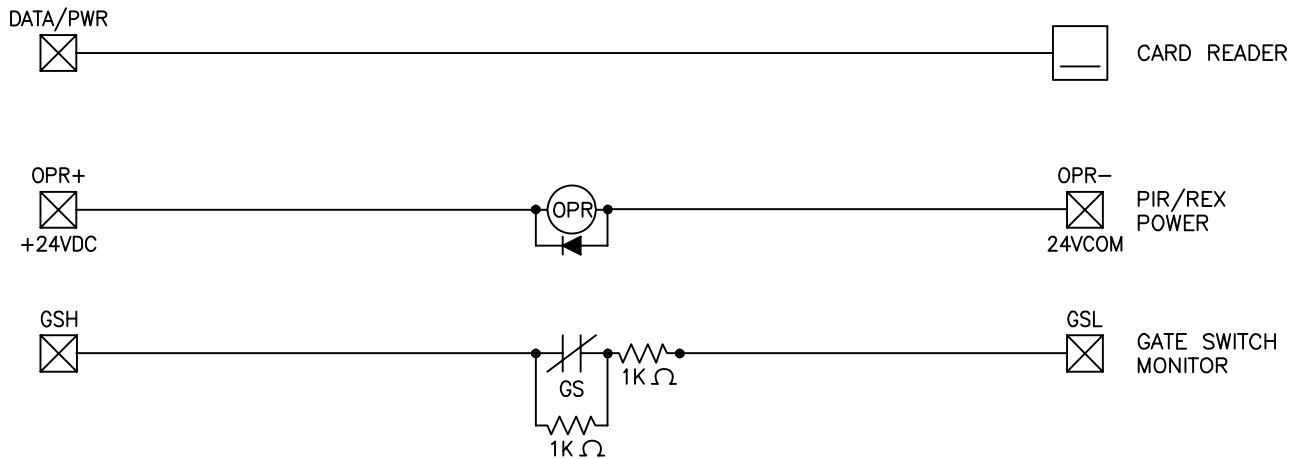 DATA/PWR
CARD READER
OPR+
OPR
OPR−
PIR/REX
POWER
+24VDC
24VCOM
GSH
GSL
GATE SWITCH
MONITOR
GS
1K Ω
1K Ω